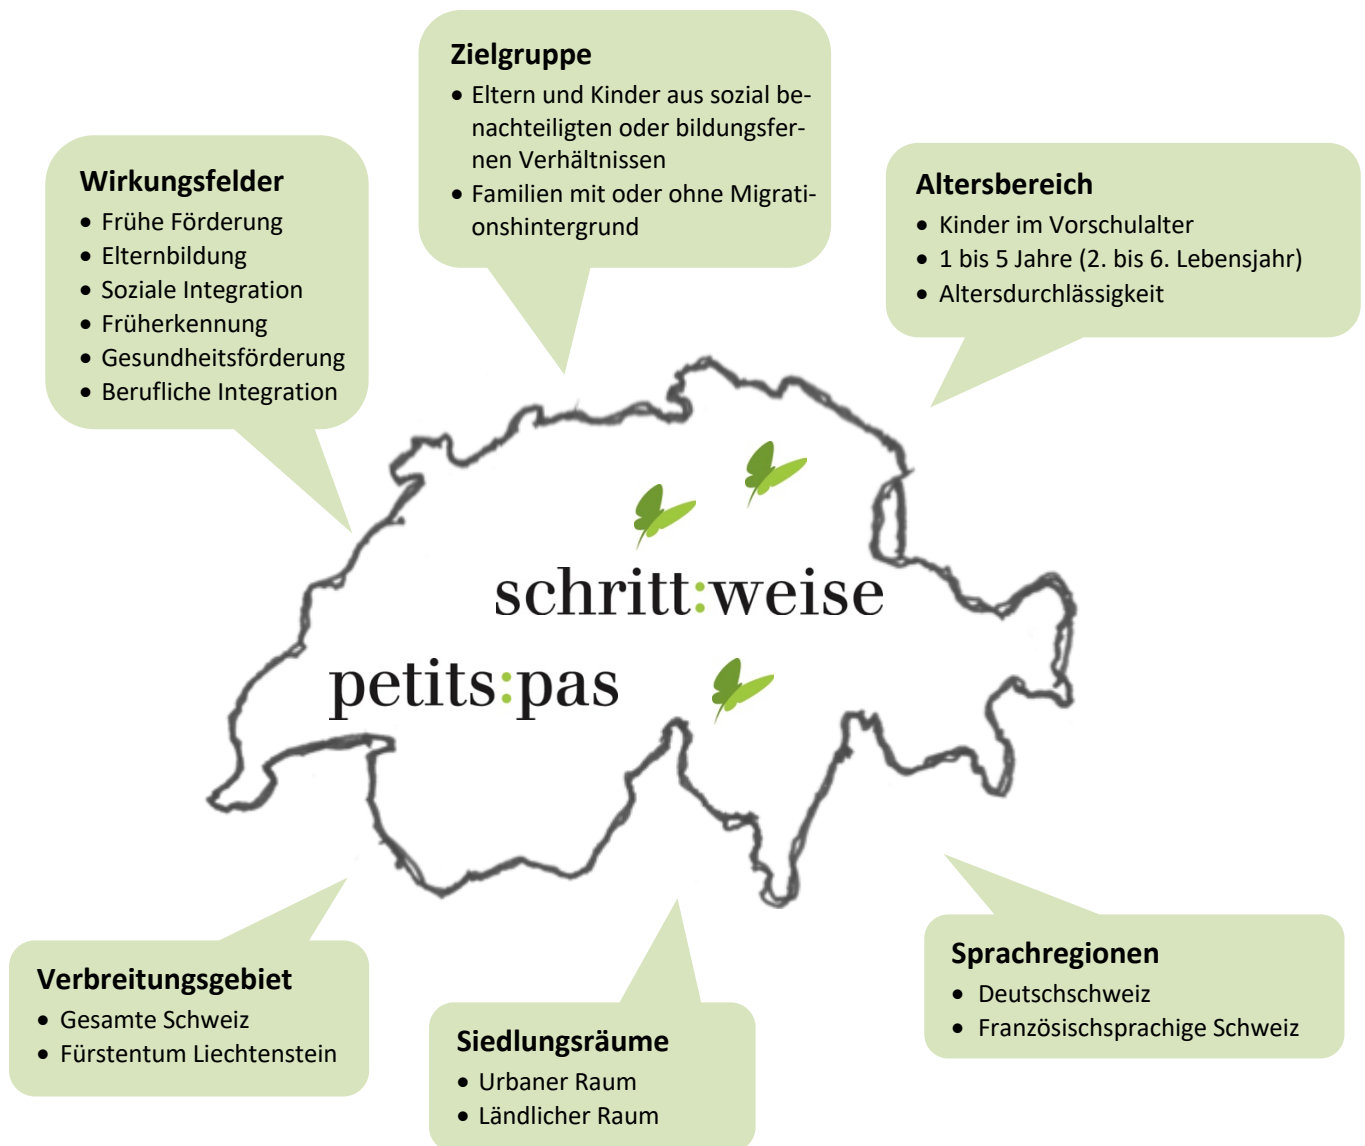 Zielgruppe
• Eltern und Kinder aus sozial be-
nachteiligten oder bildungsfer-
nen Verhältnissen
• Familien mit oder ohne Migrati-
onshintergrund
Wirkungsfelder
• Frühe Förderung
• Elternbildung
• Soziale Integration
• Früherkennung
• Gesundheitsförderung
• Berufliche Integration
Altersbereich
• Kinder im Vorschulalter
• 1 bis 5 Jahre (2. bis 6. Lebensjahr)
• Altersdurchlässigkeit
schritt:weise
petits:pas
Verbreitungsgebiet
• Gesamte Schweiz
• Fürstentum Liechtenstein
Siedlungsräume
• Urbaner Raum
• Ländlicher Raum
Sprachregionen
• Deutschschweiz
• Französischsprachige Schweiz